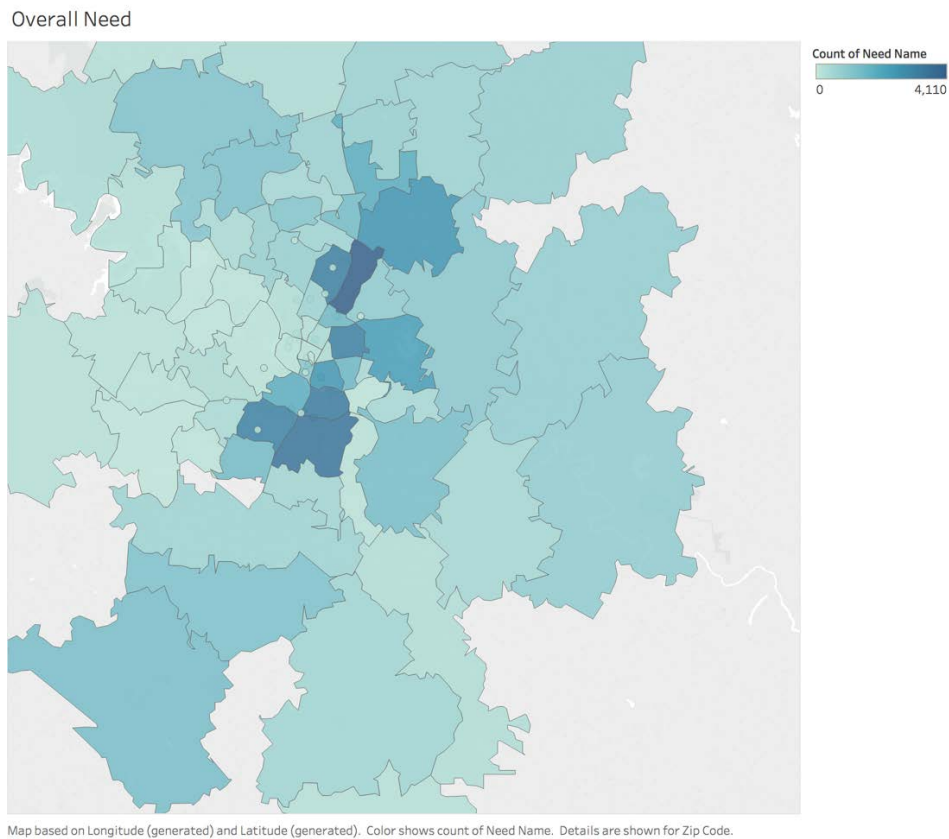 Overall Need
Count of Need Name
0 4,110
Map based on Longitude (generated) and Latitude (generated). Color shows count of Need Name. Details are shown for Zip Code.